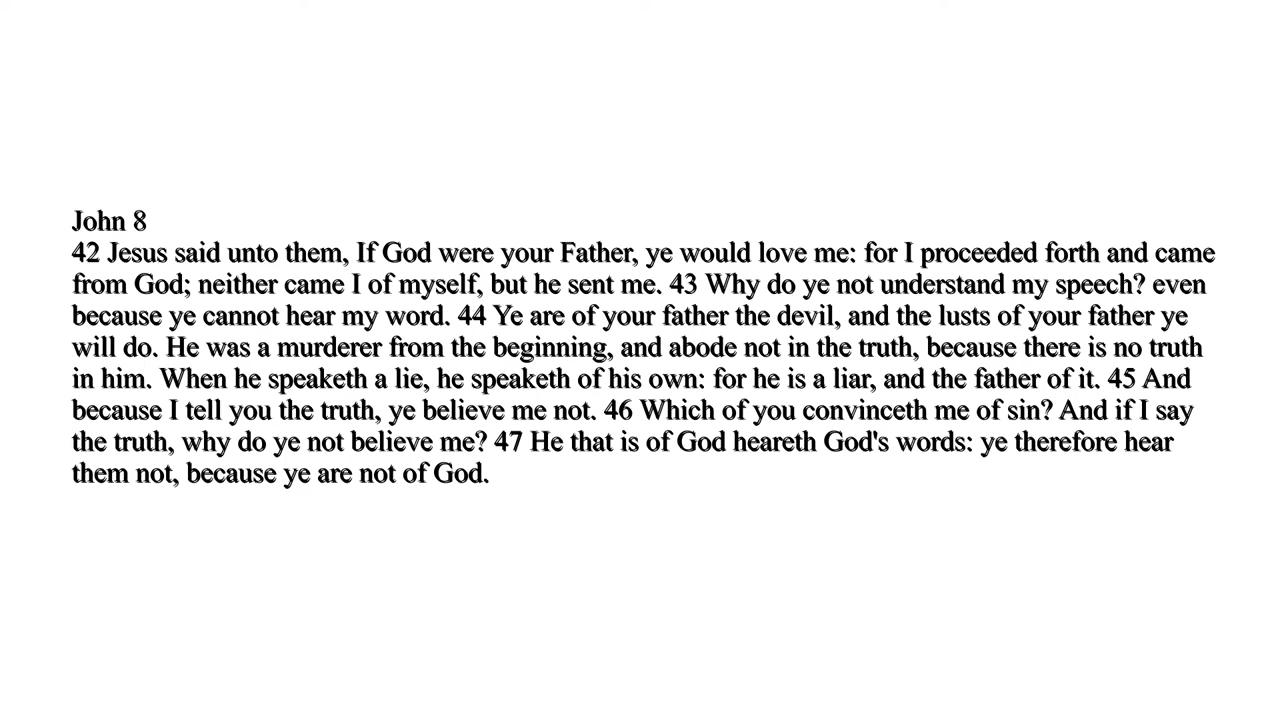 John 8
42 Jesus said unto them, If God were your Father, ye would love me: for I proceeded forth and came
from God; neither came I of myself, but he sent me. 43 Why do ye not understand my speech? even
because ye cannot hear my word. 44 Ye are of your father the devil, and the lusts of your father ye
will do. He was a murderer from the beginning, and abode not in the truth, because there is no truth
in him. When he speaketh a lie, he speaketh of his own: for he is a liar, and the father of it. 45 And
because I tell you the truth, ye believe me not. 46 Which of you convinceth me of sin? And if I say
the truth, why do ye not believe me? 47 He that is of God heareth God's words: ye therefore hear
them not, because ye are not of God.